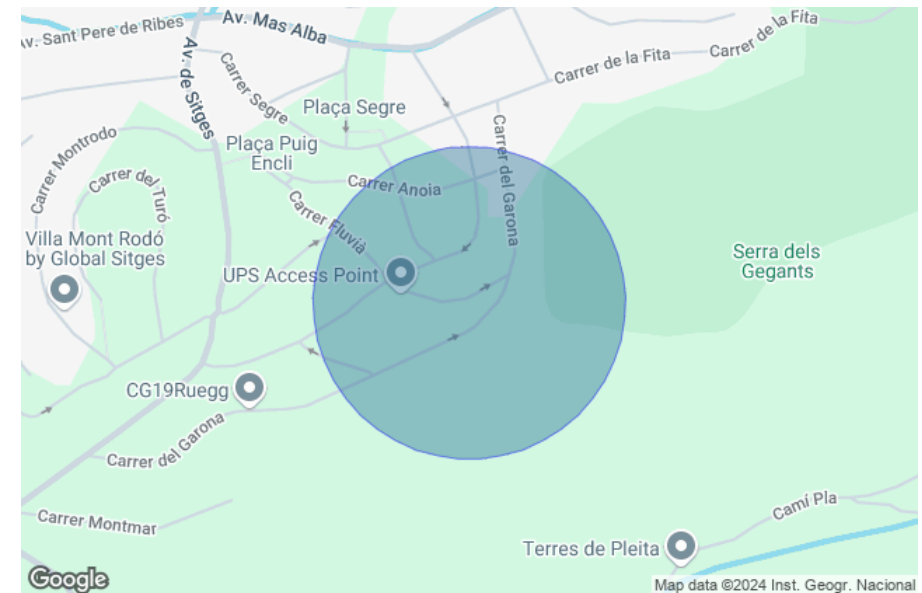 Av. Sant Pere de Ribes
Av. Mas Alba
Carrer de la Fita
Carrer de la Fita
Av. de Sitges
Carrer Segre
Plaça Segre
Carrer Montrodo
Plaça Puig
Encli
Carrer del Garona
Carrer del Turó
Carrer Anoia
Carrer Fluvià
Villa Mont Rodó
by Global Sitges
UPS Access Point
Serra dels
Gegants
CG19Ruegg
Carrer del Garona
Carrer Montmar
Camí Pla
Terres de Pleita
Google
Map data ©2024 Inst. Geogr. Nacional